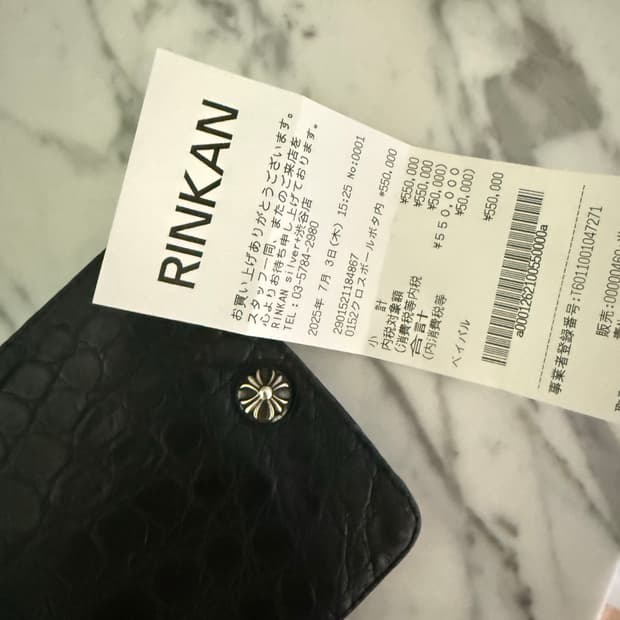 RINKAN
お買い上げありがとうございます。
スタッフ一同、またのご来店を
心よりお待ち申し上げております。
RINKAN silver+渋谷店
TEL:03-5784-2980
2025年 7月 3日(木) 15:25 No:0001
2901521184867
0152クロスボールボタ内 *550,000
小 計 ¥550,000
内税対象額 ¥550,000
(消費税等内税 ¥50,000)
合計 ¥550,000
(内消費税等 ¥50,000)
ペイパル ¥550,000
a00012621005500000a
事業者登録番号:T6011001047271
販売:00000460